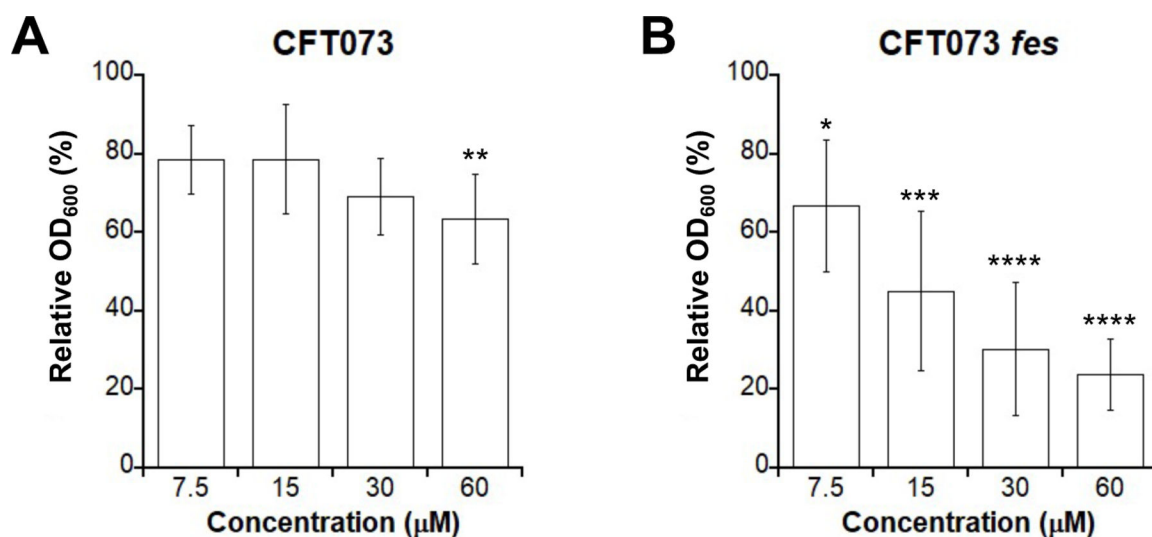 A
CFT073
Relative OD600 (%)
100
80
60
40
20
0
**
7.5 15 30 60
Concentration (μM)
B
CFT073 fes
Relative OD600 (%)
100
80
60
40
20
0
*
***
****
****
7.5 15 30 60
Concentration (μM)